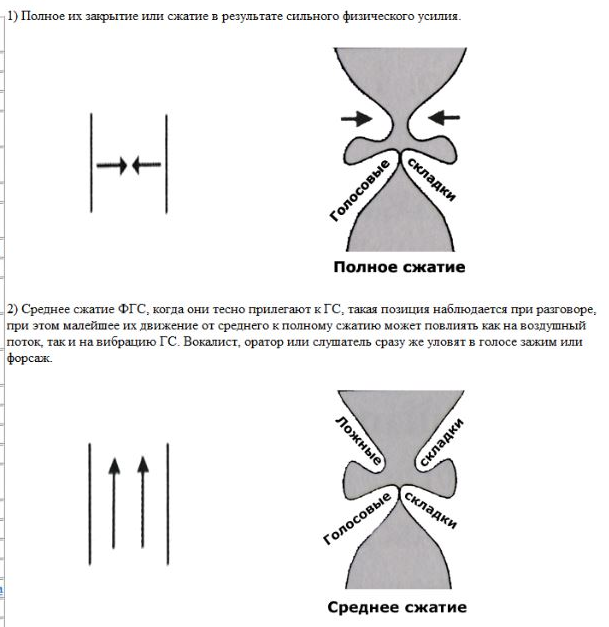 1) Полное их закрытие или сжатие в результате сильного физического усилия.
Голосовые складки
Полное сжатие
2) Среднее сжатие ФГС, когда они тесно прилегают к ГС, такая позиция наблюдается при разговоре,
при этом малейшее их движение от среднего к полному сжатию может повлиять как на воздушный
поток, так и на вибрацию ГС. Вокалист, оратор или слушатель сразу же уловят в голосе зажим или
форсаж.
Ложные складки
Голосовые складки
Среднее сжатие